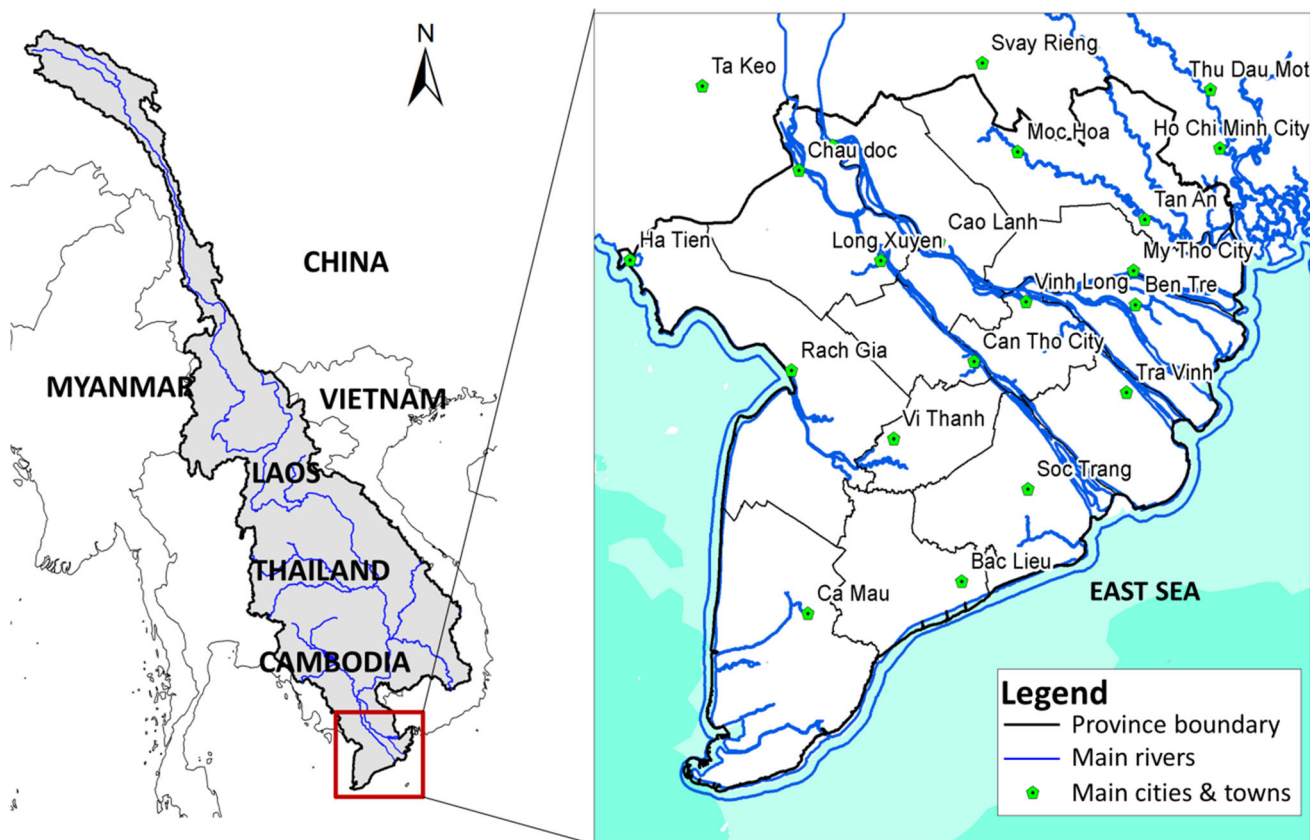 N
CHINA
MYANMAR
VIETNAM
LAOS
THAILAND
CAMBODIA
Svay Rieng
Ta Keo
Thu Dau Mot
Moc Hoa
Ho Chi Minh City
Chau doc
Tan An
Cao Lanh
Ha Tien
Long Xuyen
My Tho City
Vinh Long
Ben Tre
Can Tho City
Rach Gia
Tra Vinh
Vi Thanh
Soc Trang
Bac Lieu
Ca Mau
EAST SEA
Legend
Province boundary
Main rivers
Main cities & towns